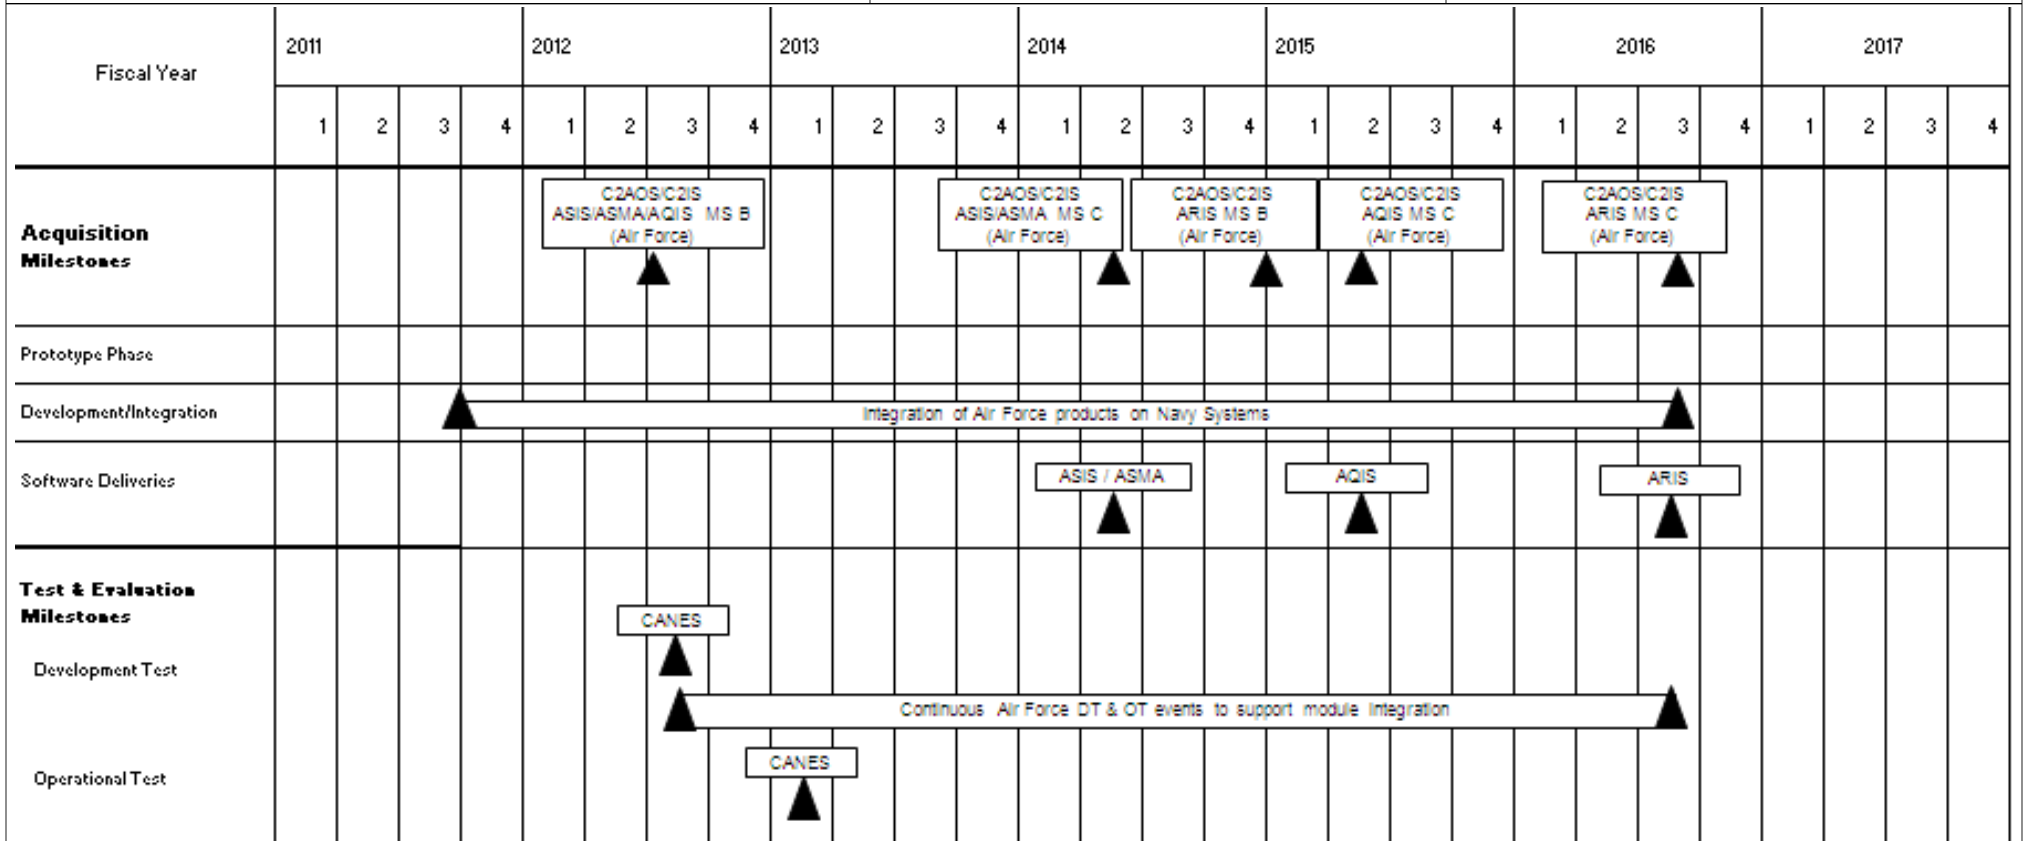 Fiscal Year
2011 2012 2013 2014 2015 2016 2017
1 2 3 4 1 2 3 4 1 2 3 4 1 2 3 4 1 2 3 4 1 2 3 4 1 2 3 4
Acquisition
Milestones
C2AOS/C2IS
ASIS/ASMA/AQIS MS B
(Air Force)
C2AOS/C2IS
ASIS/ASMA MS C
(Air Force)
C2AOS/C2IS
ARIS MS B
(Air Force)
C2AOS/C2IS
AQIS MS C
(Air Force)
C2AOS/C2IS
ARIS MS C
(Air Force)
Prototype Phase
Development/Integration
Integration of Air Force products on Navy Systems
Software Deliveries
ASIS / ASMA
AQIS
ARIS
Test & Evaluation
Milestones
CANES
Development Test
Continuous Air Force DT & OT events to support module Integration
CANES
Operational Test